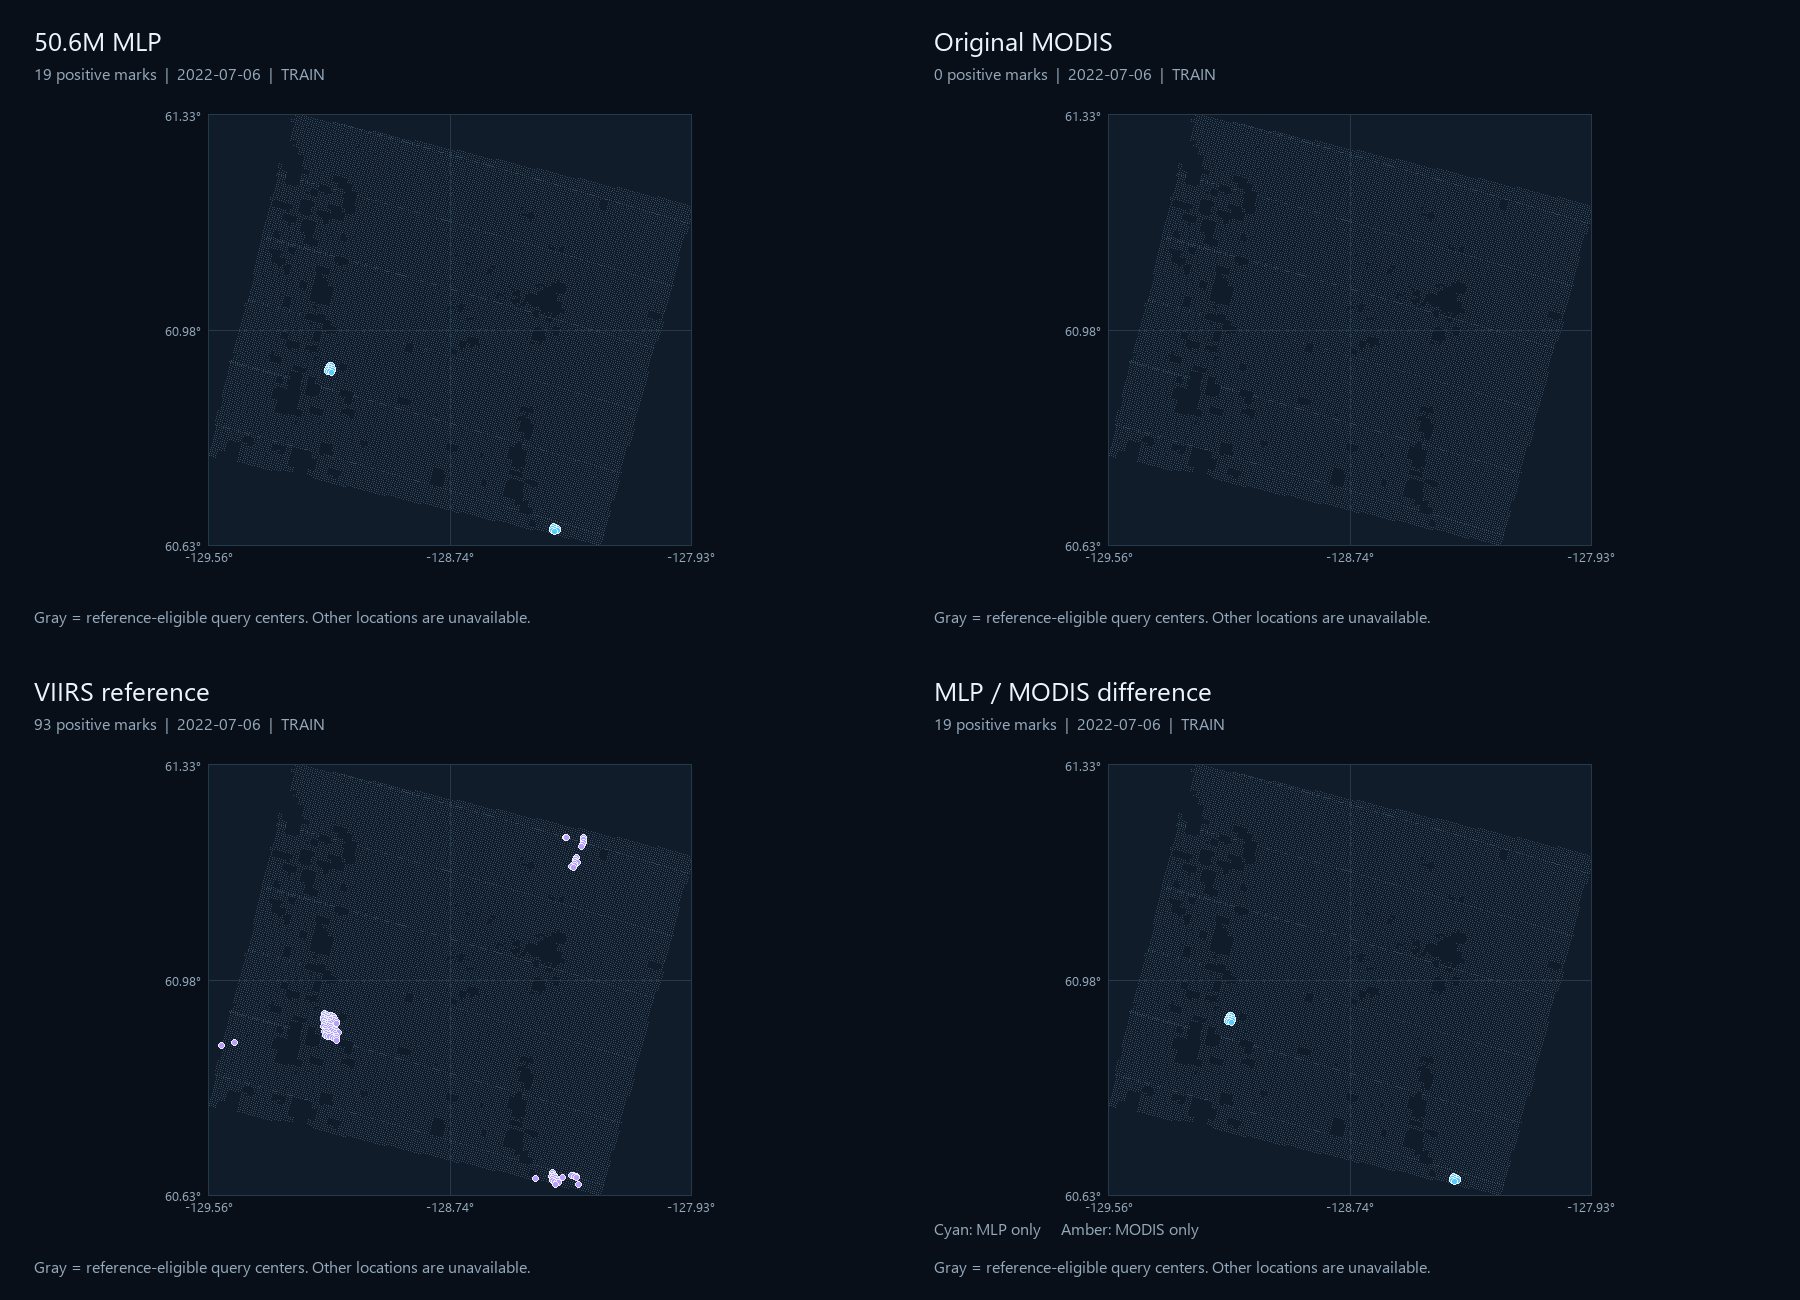 50.6M MLP
19 positive marks | 2022-07-06 | TRAIN
61.33°
60.98°
60.63°
-129.56°
-128.74°
-127.93°
Gray = reference-eligible query centers. Other locations are unavailable.
Original MODIS
0 positive marks | 2022-07-06 | TRAIN
61.33°
60.98°
60.63°
-129.56°
-128.74°
-127.93°
Gray = reference-eligible query centers. Other locations are unavailable.
VIIRS reference
93 positive marks | 2022-07-06 | TRAIN
61.33°
60.98°
60.63°
-129.56°
-128.74°
-127.93°
Gray = reference-eligible query centers. Other locations are unavailable.
MLP / MODIS difference
19 positive marks | 2022-07-06 | TRAIN
61.33°
60.98°
60.63°
-129.56°
-128.74°
-127.93°
Cyan: MLP only Amber: MODIS only
Gray = reference-eligible query centers. Other locations are unavailable.